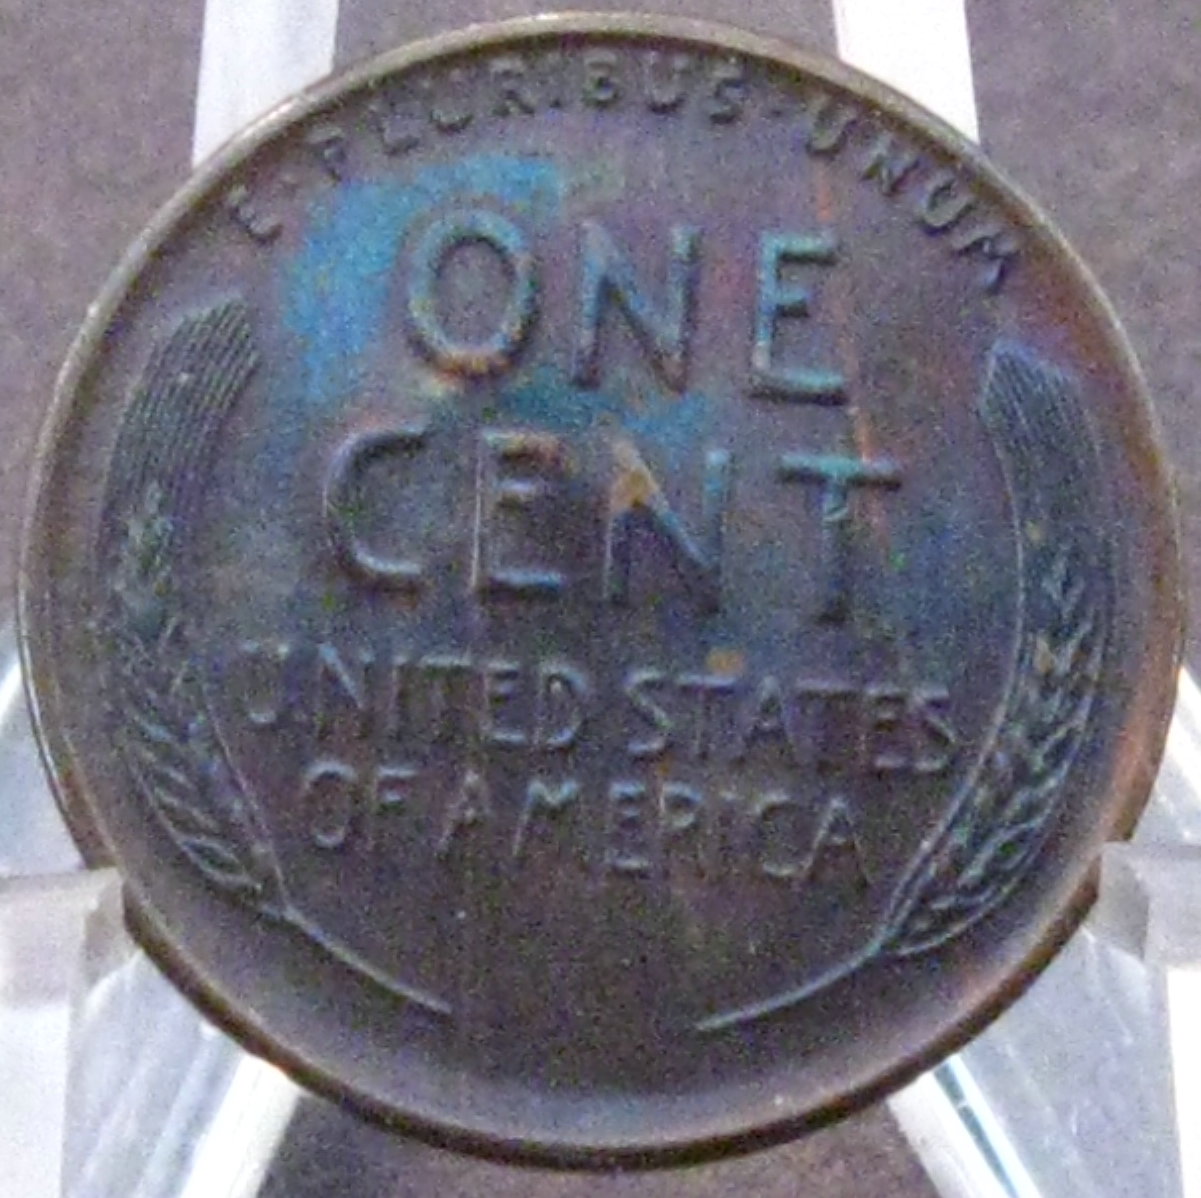 E · PLURIBUS · UNUM
ONE
CENT
UNITED STATES
OF AMERICA